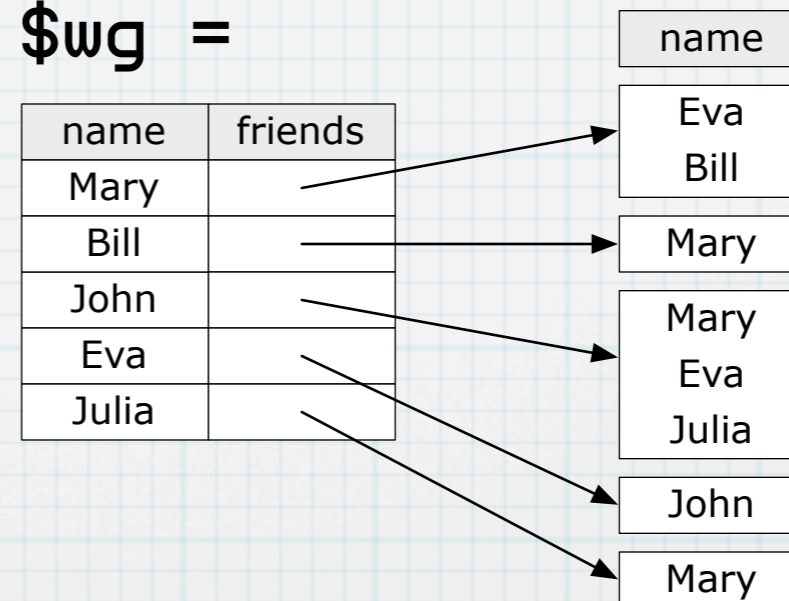 $wg =
name friends
Mary
Bill
John
Eva
Julia
name
Eva
Bill
Mary
Mary
Eva
Julia
John
Mary